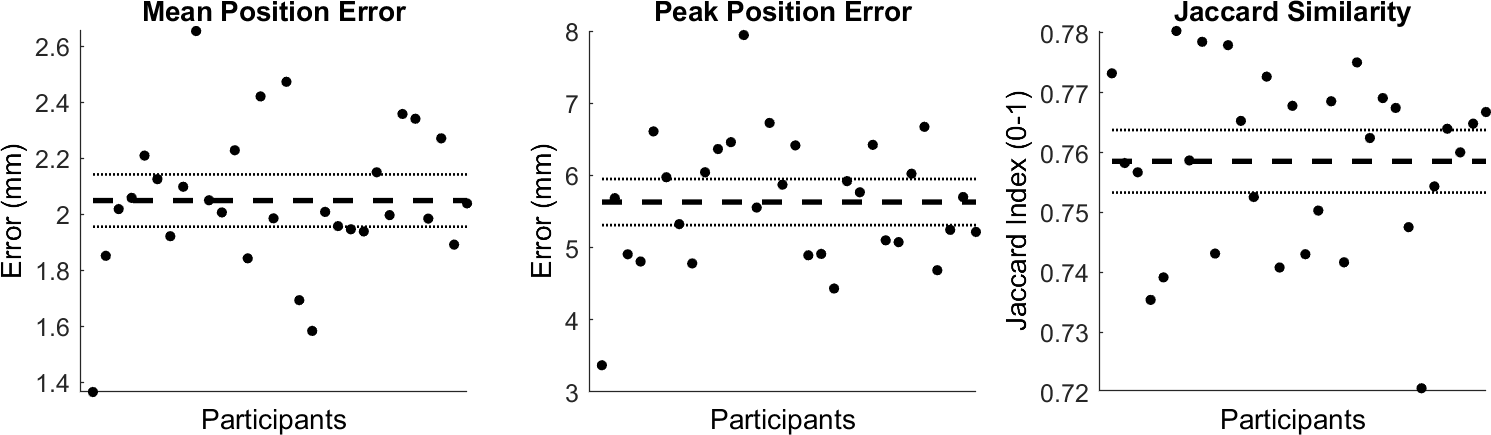 Mean Position Error
Error (mm)
2.6
2.4
2.2
2
1.8
1.6
1.4
Participants
Peak Position Error
Error (mm)
8
7
6
5
4
3
Participants
Jaccard Similarity
Jaccard Index (0-1)
0.78
0.77
0.76
0.75
0.74
0.73
0.72
Participants